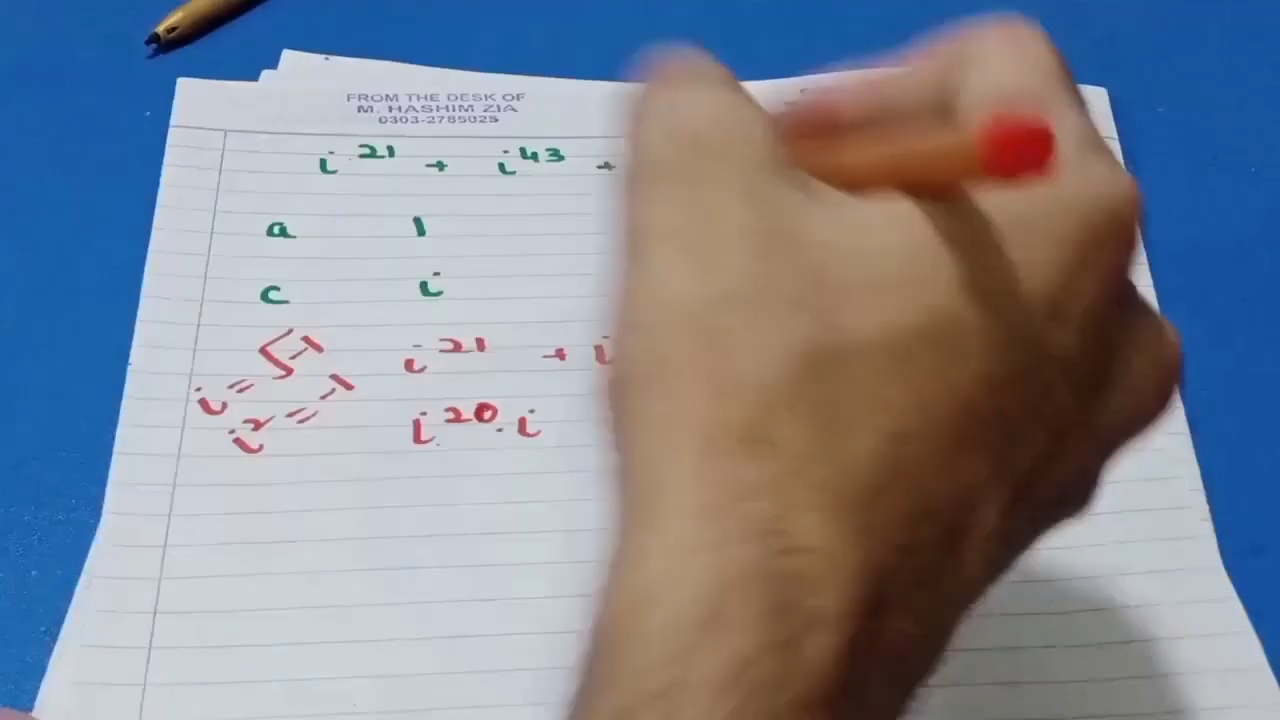 FROM THE DESK OF
M. HASHIM ZIA
0303-2785025
i²¹ + i⁴³ +
a 1
c i
i = √-1
i²¹ + i
i² = -1
i²⁰.i